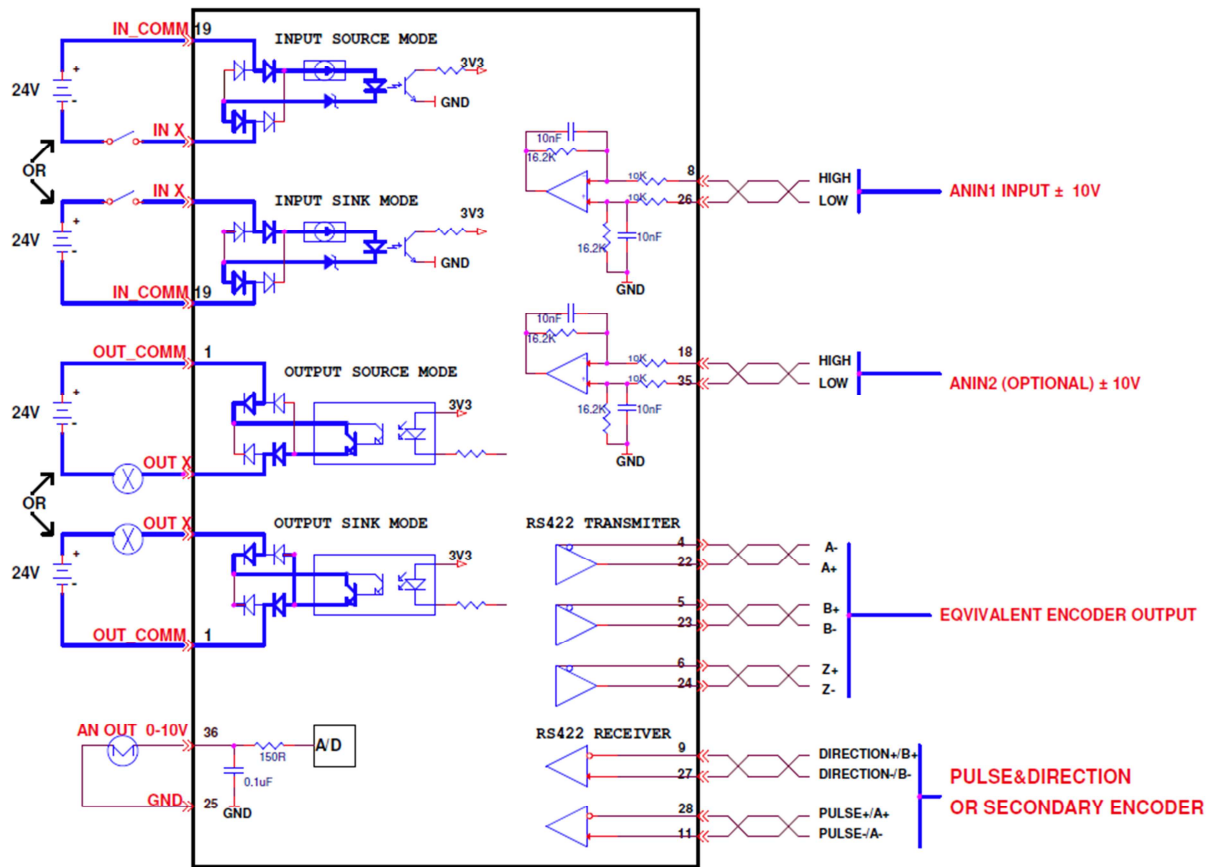 IN_COMM 19
INPUT SOURCE MODE
3V3
+
24V
-
GND
IN X
OR
IN X
INPUT SINK MODE
3V3
+
24V
-
GND
IN_COMM 19
OUT_COMM 1
OUTPUT SOURCE MODE
+
24V
-
3V3
OUT X
OR
OUT X
OUTPUT SINK MODE
+
24V
-
3V3
OUT_COMM 1
AN OUT 0-10V 36
150R
A/D
0.1uF
GND 25 GND
10nF
16.2K
10K 8 HIGH
10K 26 LOW
ANIN1 INPUT ± 10V
+
16.2K 10nF
GND
10nF
16.2K
10K 18 HIGH
10K 35 LOW
ANIN2 (OPTIONAL) ± 10V
+
16.2K 10nF
GND
RS422 TRANSMITER
4 A-
22 A+
5 B+
23 B-
EQVIVALENT ENCODER OUTPUT
6 Z+
24 Z-
RS422 RECEIVER
9 DIRECTION+/B+
27 DIRECTION-/B-
PULSE&DIRECTION
OR SECONDARY ENCODER
28 PULSE+/A+
11 PULSE-/A-